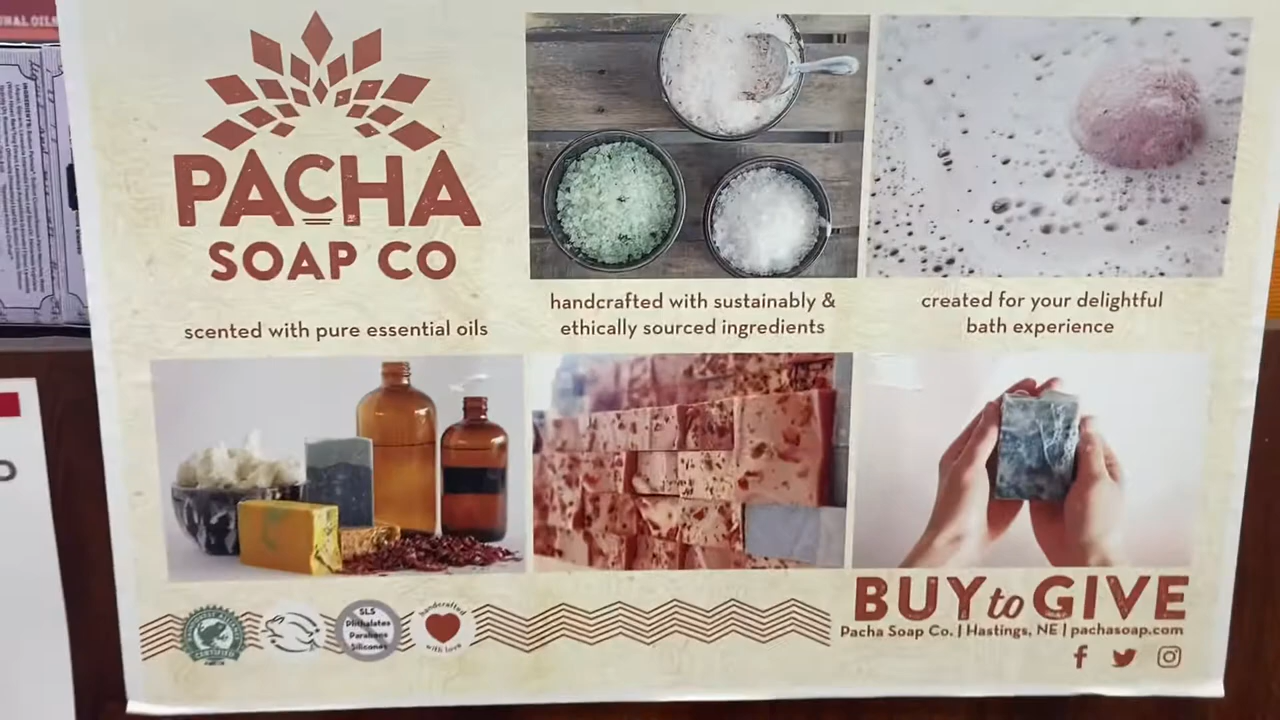 PACHA
SOAP CO
scented with pure essential oils
handcrafted with sustainably &
ethically sourced ingredients
created for your delightful
bath experience
CERTIFIED
SLS
Phthalates
Parabens
Silicones
handcrafted
with love
BUY to GIVE
Pacha Soap Co. | Hastings, NE | pachasoap.com